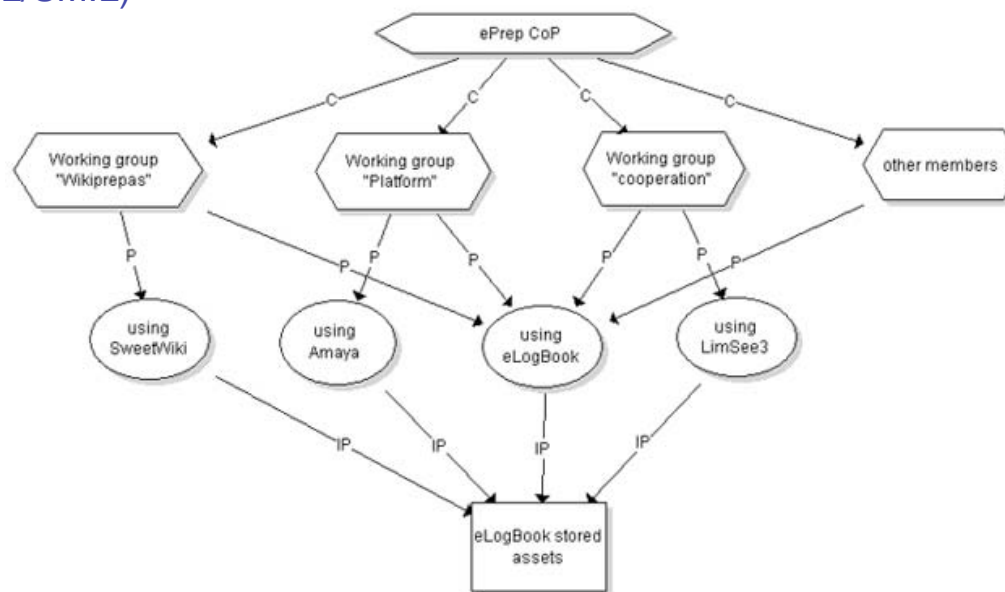 ePrep CoP
C
C
C
C
Working group
"Wikiprepas"
Working group
"Platform"
Working group
"cooperation"
other members
P
P
P
P
P
P
P
using
SweetWiki
using
Amaya
using
eLogBook
using
LimSee3
IP
IP
IP
IP
eLogBook stored
assets